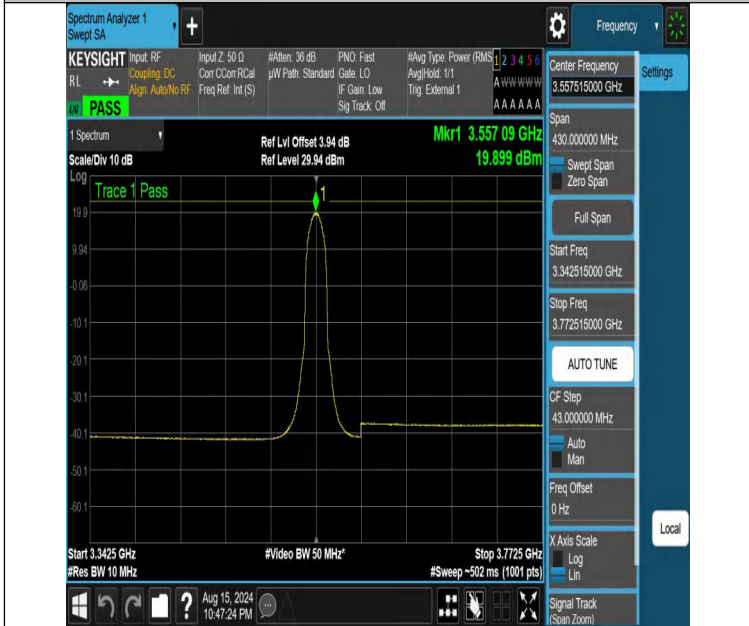 Spectrum Analyzer 1
Swept SA
+
Frequency
KEYSIGHT
RL
LXI
PASS
Input: RF
Coupling: DC
Align: Auto/No RF
Input Z: 50 Ω
Corr CCorr RCal
Freq Ref: Int (S)
#Atten: 36 dB
µW Path: Standard
PNO: Fast
Gate: LO
IF Gain: Low
Sig Track: Off
#Avg Type: Power (RMS
Avg|Hold: 1/1
Trig: External 1
1 2 3 4 5 6
A W W W W W
A A A A A A
Center Frequency
3.557515000 GHz
Settings
Span
430.000000 MHz
Swept Span
Zero Span
Full Span
Start Freq
3.342515000 GHz
Stop Freq
3.772515000 GHz
AUTO TUNE
CF Step
43.000000 MHz
Auto
Man
Freq Offset
0 Hz
X Axis Scale
Log
Lin
Signal Track
(Span Zoom)
Local
1 Spectrum
Scale/Div 10 dB
Ref Lvl Offset 3.94 dB
Ref Level 29.94 dBm
Mkr1 3.557 09 GHz
19.899 dBm
Log
Trace 1 Pass
1
19.9
9.94
-0.06
-10.1
-20.1
-30.1
-40.1
-50.1
-60.1
Start 3.3425 GHz
#Res BW 10 MHz
#Video BW 50 MHz*
Stop 3.7725 GHz
#Sweep ~502 ms (1001 pts)
?
Aug 15, 2024
10:47:24 PM